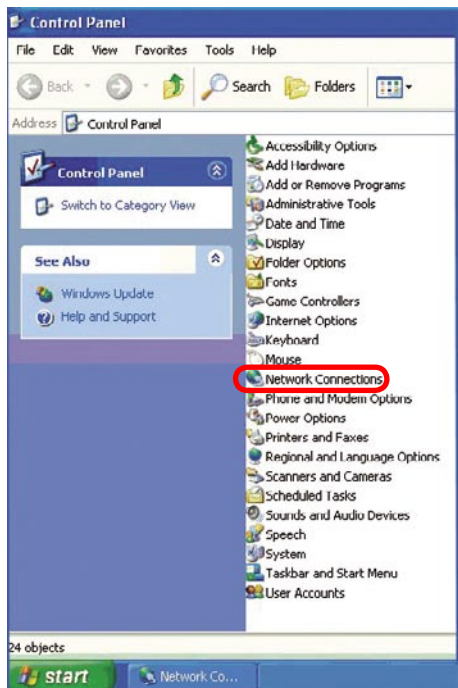 Control Panel
File Edit View Favorites Tools Help
Back Search Folders
Address Control Panel
Control Panel
Switch to Category View
See Also
Windows Update
Help and Support
Accessibility Options
Add Hardware
Add or Remove Programs
Administrative Tools
Date and Time
Display
Folder Options
Fonts
Game Controllers
Internet Options
Keyboard
Mouse
Network Connections
Phone and Modem Options
Power Options
Printers and Faxes
Regional and Language Options
Scanners and Cameras
Scheduled Tasks
Sounds and Audio Devices
Speech
System
Taskbar and Start Menu
User Accounts
24 objects
start Network Co...